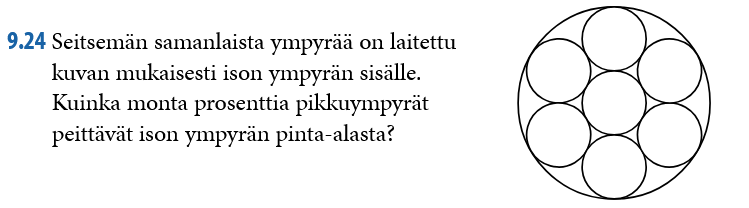 9.24 Seitsemän samanlaista ympyrää on laitettu
kuvan mukaisesti ison ympyrän sisälle.
Kuinka monta prosenttia pikkuympyrät
peittävät ison ympyrän pinta-alasta?